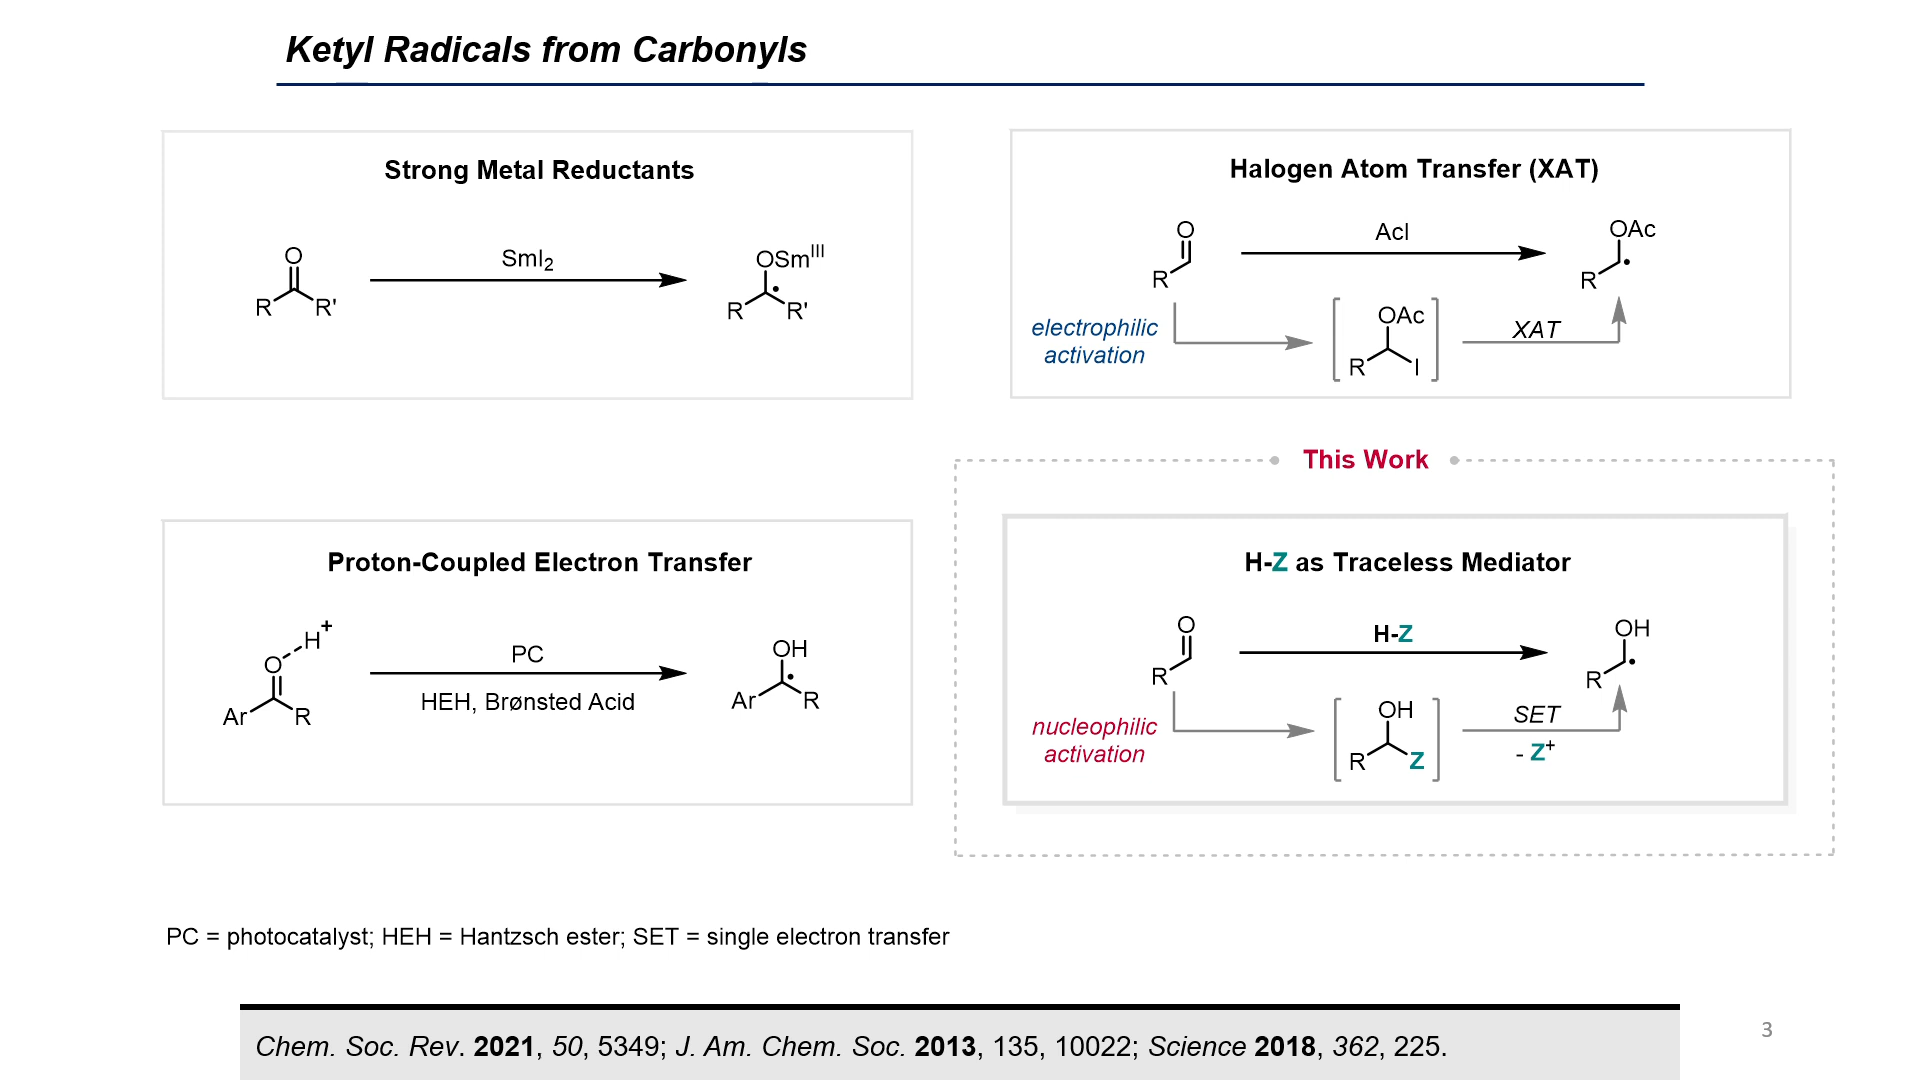 Ketyl Radicals from Carbonyls
Strong Metal Reductants
O
R
R'
SmI2
OSmIII
R
R'
Halogen Atom Transfer (XAT)
O
R
AcI
OAc
R
electrophilic
activation
OAc
R
I
XAT
Proton-Coupled Electron Transfer
H+
O
Ar
R
PC
HEH, Brønsted Acid
OH
Ar
R
This Work
H-Z as Traceless Mediator
O
R
H-Z
OH
R
nucleophilic
activation
OH
R
Z
SET
- Z+
PC = photocatalyst; HEH = Hantzsch ester; SET = single electron transfer
Chem. Soc. Rev. 2021, 50, 5349; J. Am. Chem. Soc. 2013, 135, 10022; Science 2018, 362, 225.
3